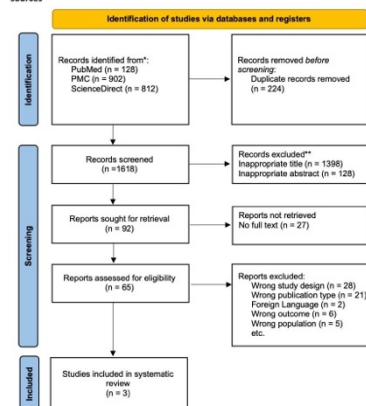 sources
Identification of studies via databases and registers
Identification
Records identified from*:
PubMed (n = 128)
PMC (n = 902)
ScienceDirect (n = 812)
Records removed before
screening:
Duplicate records removed
(n = 224)
Screening
Records screened
(n =1618)
Records excluded**
Inappropriate title (n = 1398)
Inappropriate abstract (n = 128)
Reports sought for retrieval
(n = 92)
Reports not retrieved
No full text (n = 27)
Reports assessed for eligibility
(n = 65)
Reports excluded:
Wrong study design (n = 28)
Wrong publication type (n = 21)
Foreign Language (n = 2)
Wrong outcome (n = 6)
Wrong population (n = 5)
etc.
Included
Studies included in systematic
review
(n = 3)